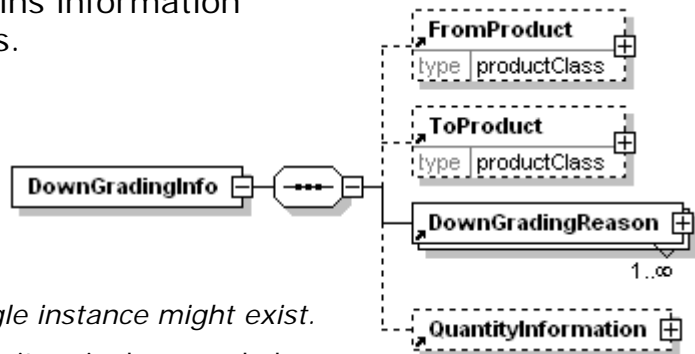 ins information
s.
FromProduct
type productClass
ToProduct
type productClass
DownGradingInfo
DownGradingReason
1..∞
gle instance might exist.
QuantityInformation